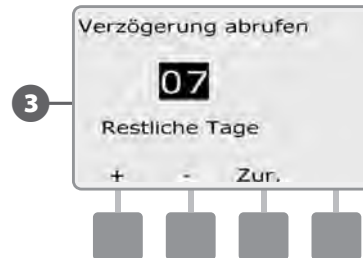 Verzögerung abrufen
07
3
Restliche Tage
+ - Zur.